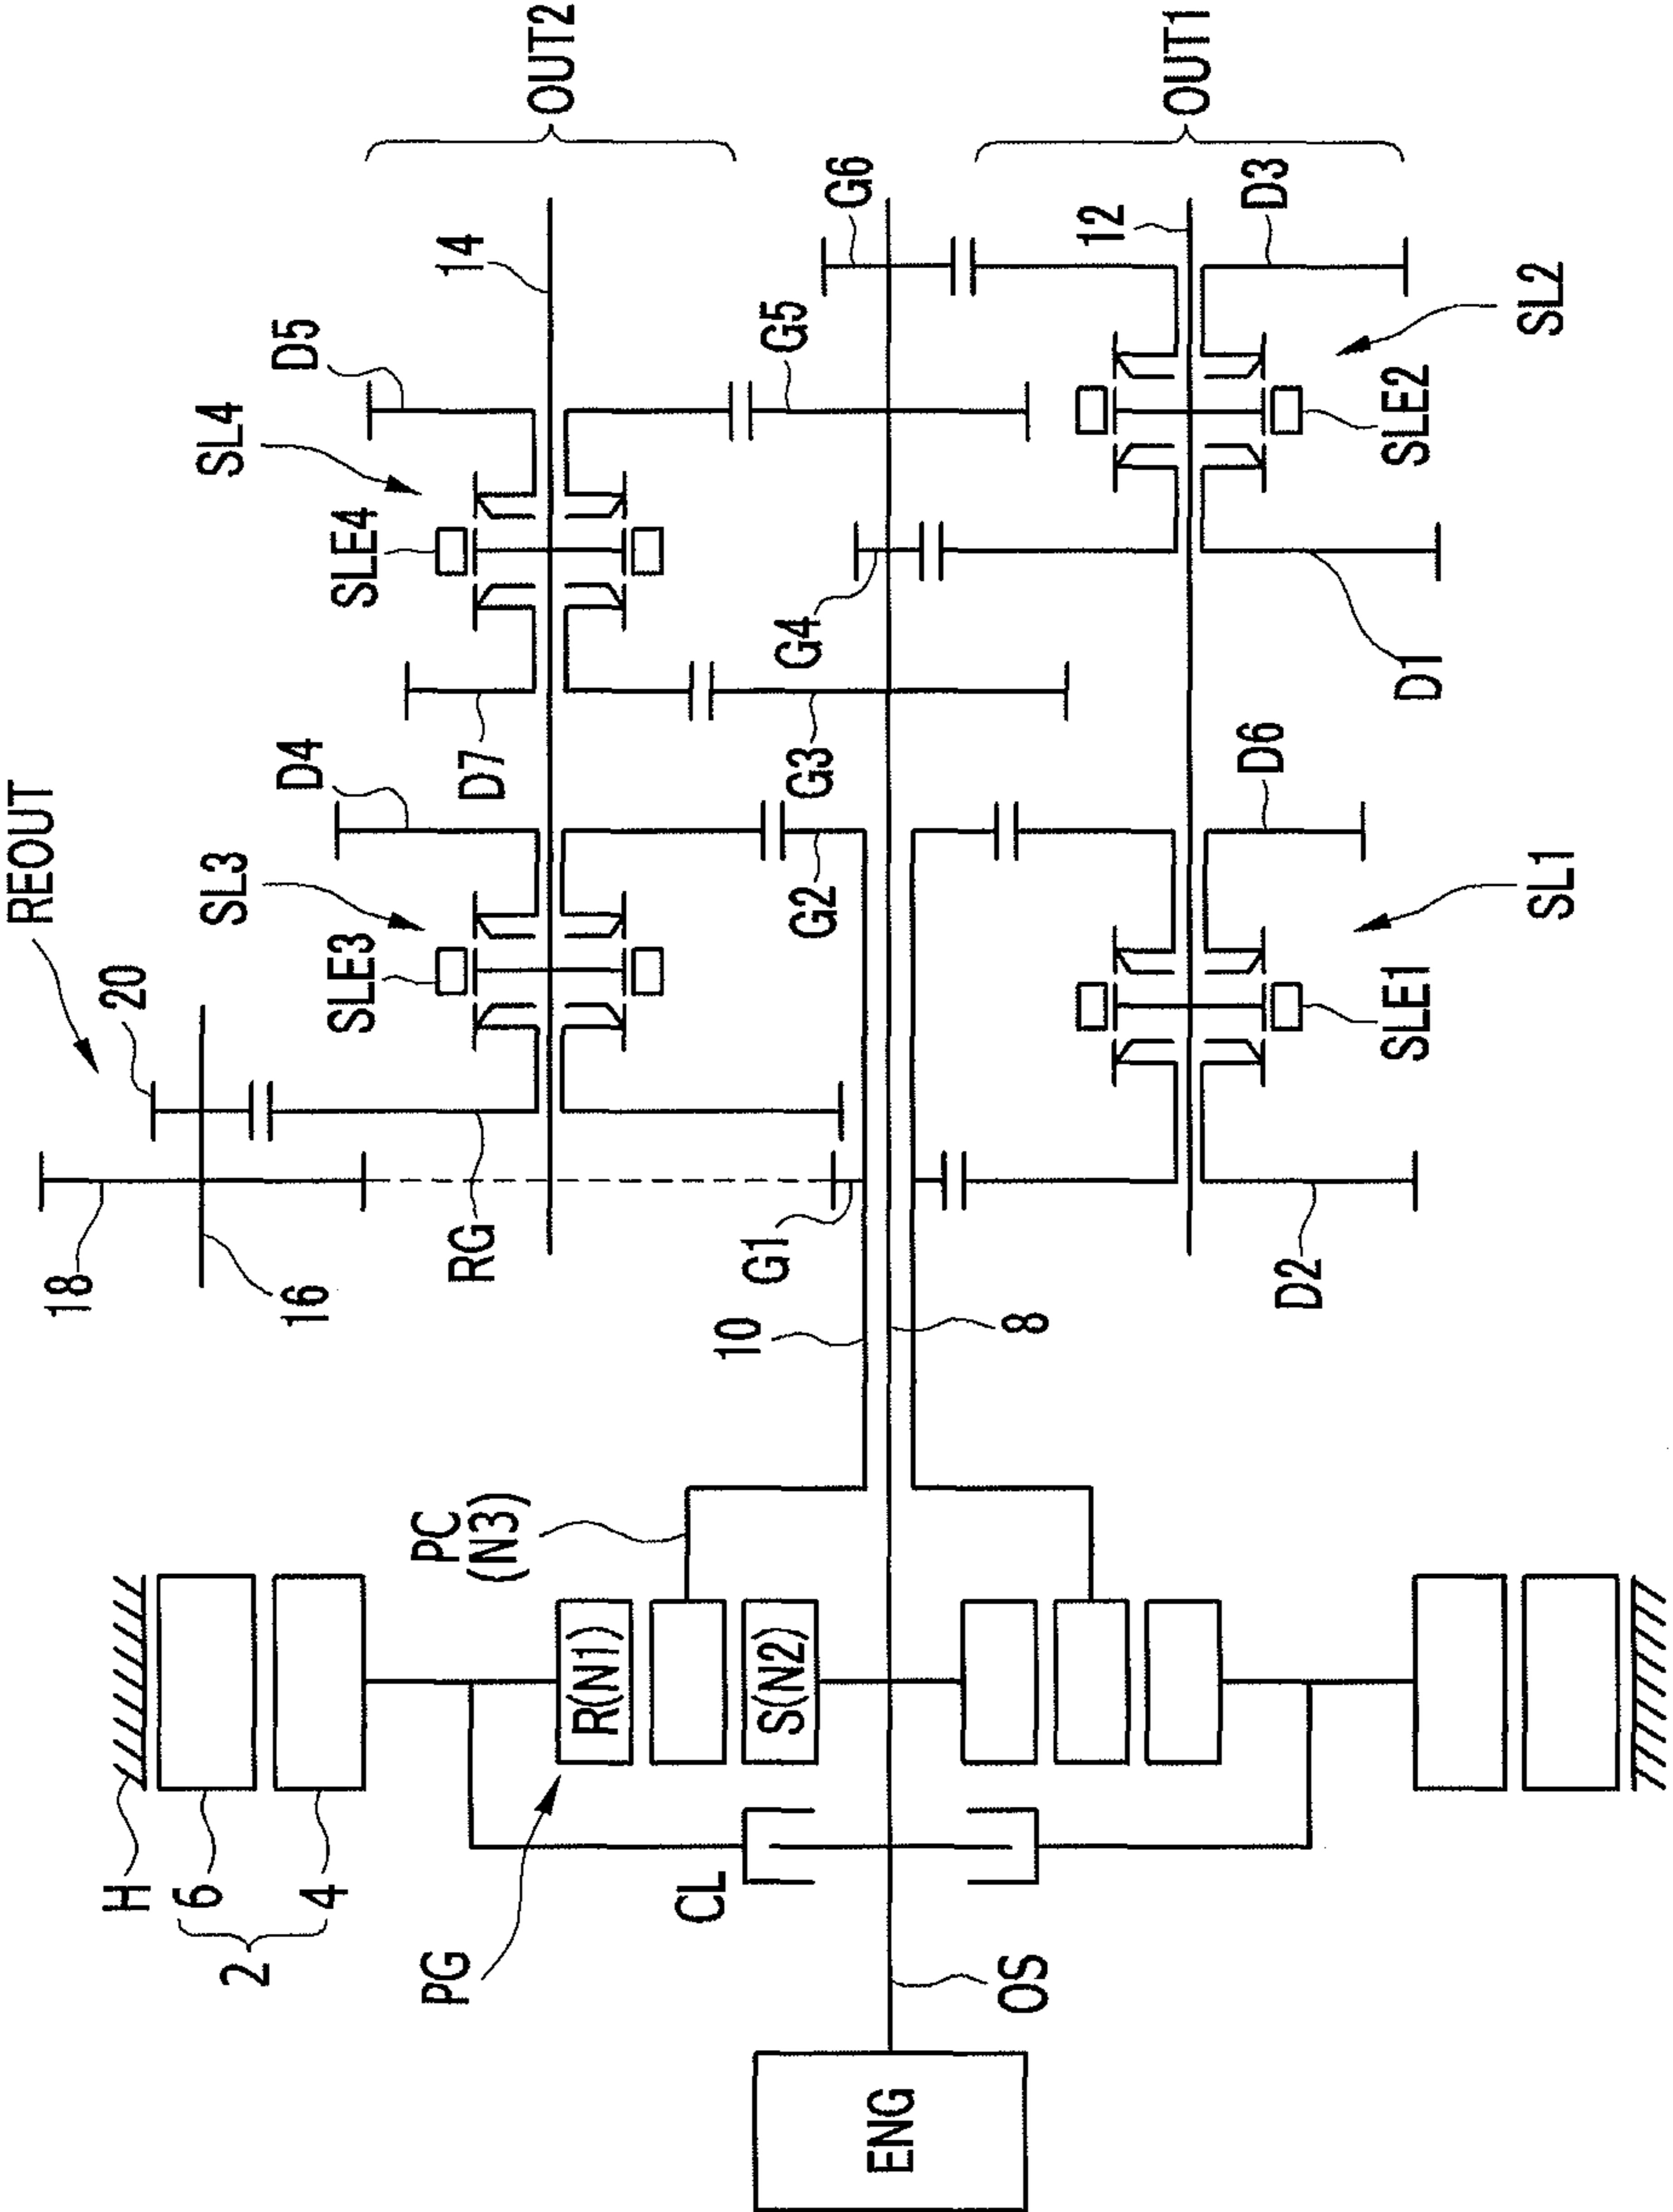 REOUT
OUT2
OUT1
SL4
SL3
SLE4
SLE3
D5
D4
D7
14
20
18
16
RG
G1
G2
G3
G4
G5
G6
12
D3
SL2
SLE2
D1
D6
SL1
SLE1
D2
10
8
PC
(N3)
R(N1)
S(N2)
H
6
4
2
PG
CL
OS
ENG